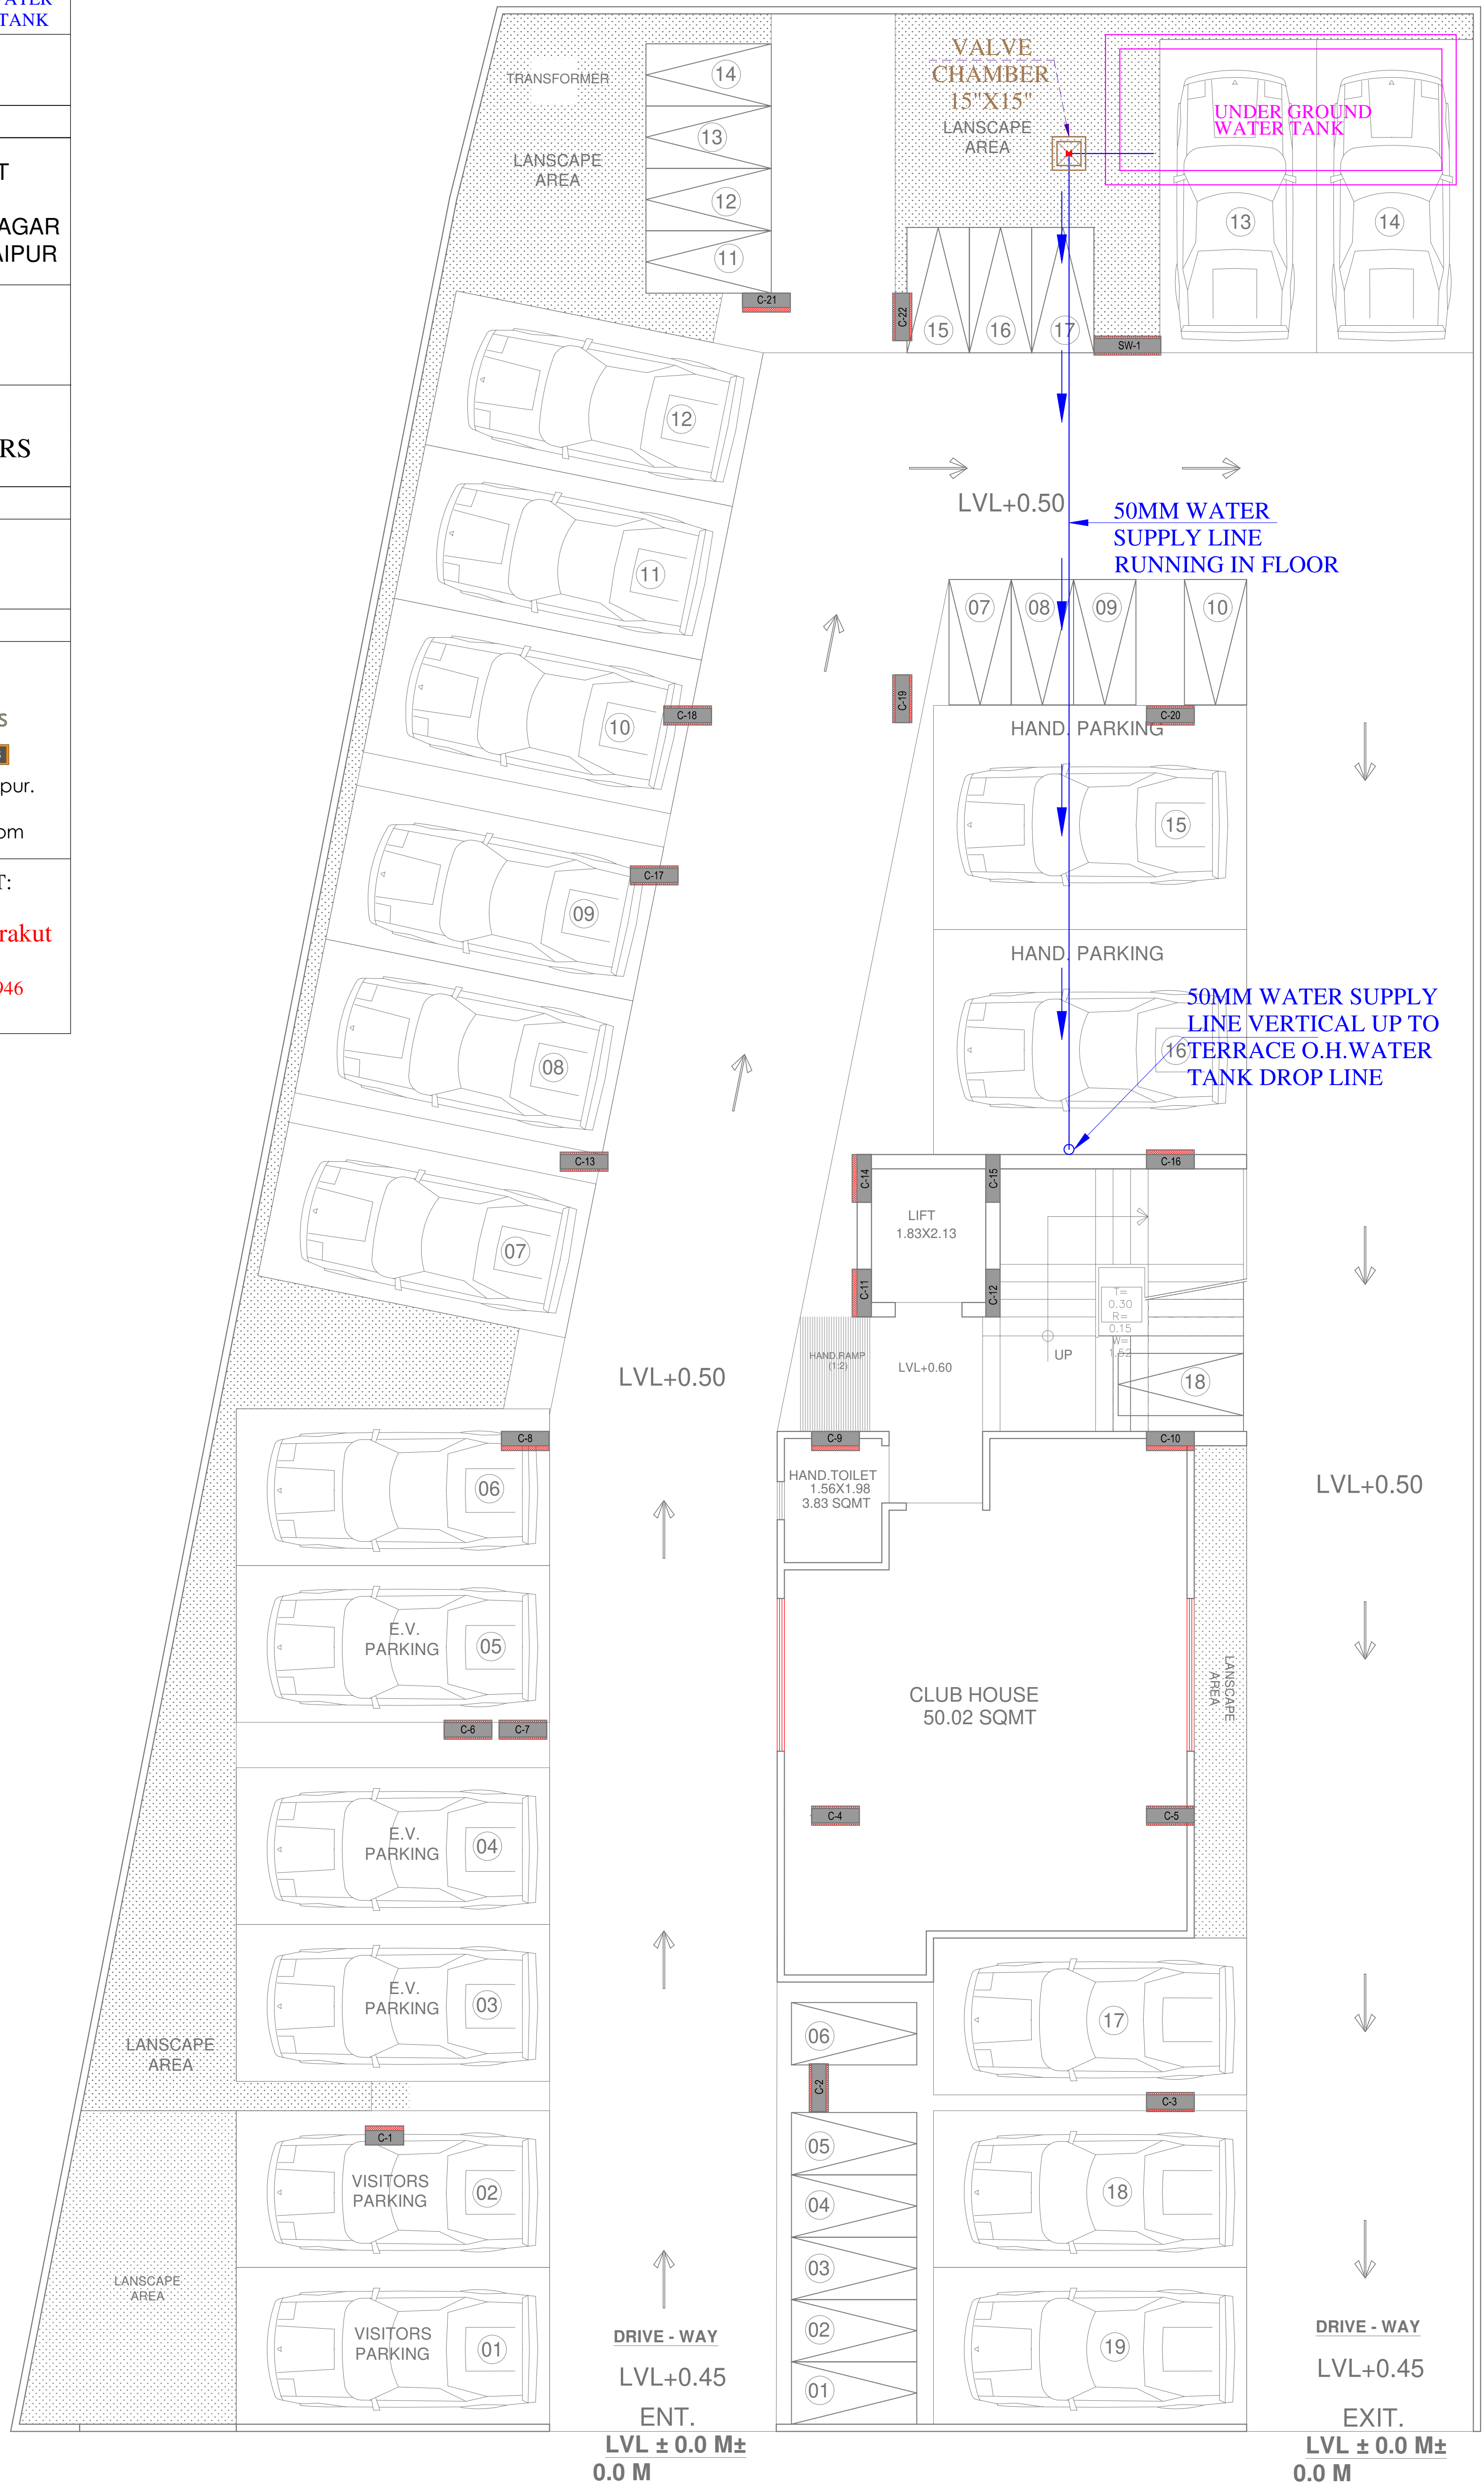 TANK
AGAR
AIPUR
RS
S
pur.
om
T:
rakut
946
TRANSFORMER
LANSCAPE
AREA
14
13
12
11
C-21
VALVE
CHAMBER
15"X15"
LANSCAPE
AREA
UNDER GROUND
WATER TANK
13
14
C-22
15
16
17
SW-1
12
11
10
09
08
07
C-18
C-17
C-13
LVL+0.50
50MM WATER
SUPPLY LINE
RUNNING IN FLOOR
07
08
09
10
C-19
C-20
HAND. PARKING
15
HAND. PARKING
16
50MM WATER SUPPLY
LINE VERTICAL UP TO
TERRACE O.H.WATER
TANK DROP LINE
C-14
C-15
C-16
LIFT
1.83X2.13
C-11
C-12
T=
0.30
R=
0.15
W=
1.52
HAND.RAMP
(1:2)
LVL+0.60
UP
18
LVL+0.50
C-8
C-9
C-10
06
HAND.TOILET
1.56X1.98
3.83 SQMT
LVL+0.50
E.V.
PARKING
05
C-6
C-7
CLUB HOUSE
50.02 SQMT
LANSCAPE
AREA
C-4
C-5
E.V.
PARKING
04
E.V.
PARKING
03
LANSCAPE
AREA
06
17
C-2
C-3
C-1
VISITORS
PARKING
02
05
04
03
02
01
18
19
LANSCAPE
AREA
VISITORS
PARKING
01
DRIVE - WAY
LVL+0.45
ENT.
LVL ± 0.0 M±
0.0 M
DRIVE - WAY
LVL+0.45
EXIT.
LVL ± 0.0 M±
0.0 M